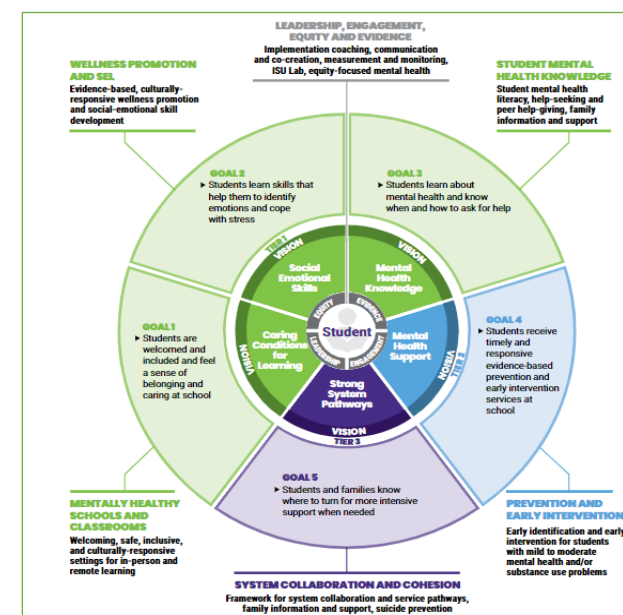 LEADERSHIP, ENGAGEMENT,
EQUITY AND EVIDENCE
Implementation coaching, communication
and co-creation, measurement and monitoring,
ISU Lab, equity-focused mental health
WELLNESS PROMOTION
AND SEL
Evidence-based, culturally-
responsive wellness promotion
and social-emotional skill
development
STUDENT MENTAL
HEALTH KNOWLEDGE
Student mental health
literacy, help-seeking and
peer help-giving, family
information and support
GOAL 2
▸ Students learn skills that
help them to identify
emotions and cope
with stress
GOAL 3
▸ Students learn about
mental health and know
when and how to ask for help
TIER 1
VISION
VISION
Social
Emotional
Skills
Mental
Health
Knowledge
GOAL 1
▸ Students are
welcomed and
included and feel
a sense of
belonging and
caring at school
VISION
Caring
Conditions
for
Learning
EQUITY
EVIDENCE
Student
LEADERSHIP
ENGAGEMENT
Mental
Health
Support
VISION
TIER 2
GOAL 4
▸ Students receive
timely and
responsive
evidence-based
prevention and
early intervention
services at
school
Strong
System
Pathways
VISION
TIER 3
GOAL 5
▸ Students and families know
where to turn for more intensive
support when needed
MENTALLY HEALTHY
SCHOOLS AND
CLASSROOMS
Welcoming, safe, inclusive,
and culturally-responsive
settings for in-person and
remote learning
PREVENTION AND
EARLY INTERVENTION
Early identification and early
intervention for students
with mild to moderate
mental health and/or
substance use problems
SYSTEM COLLABORATION AND COHESION
Framework for system collaboration and service pathways,
family information and support, suicide prevention